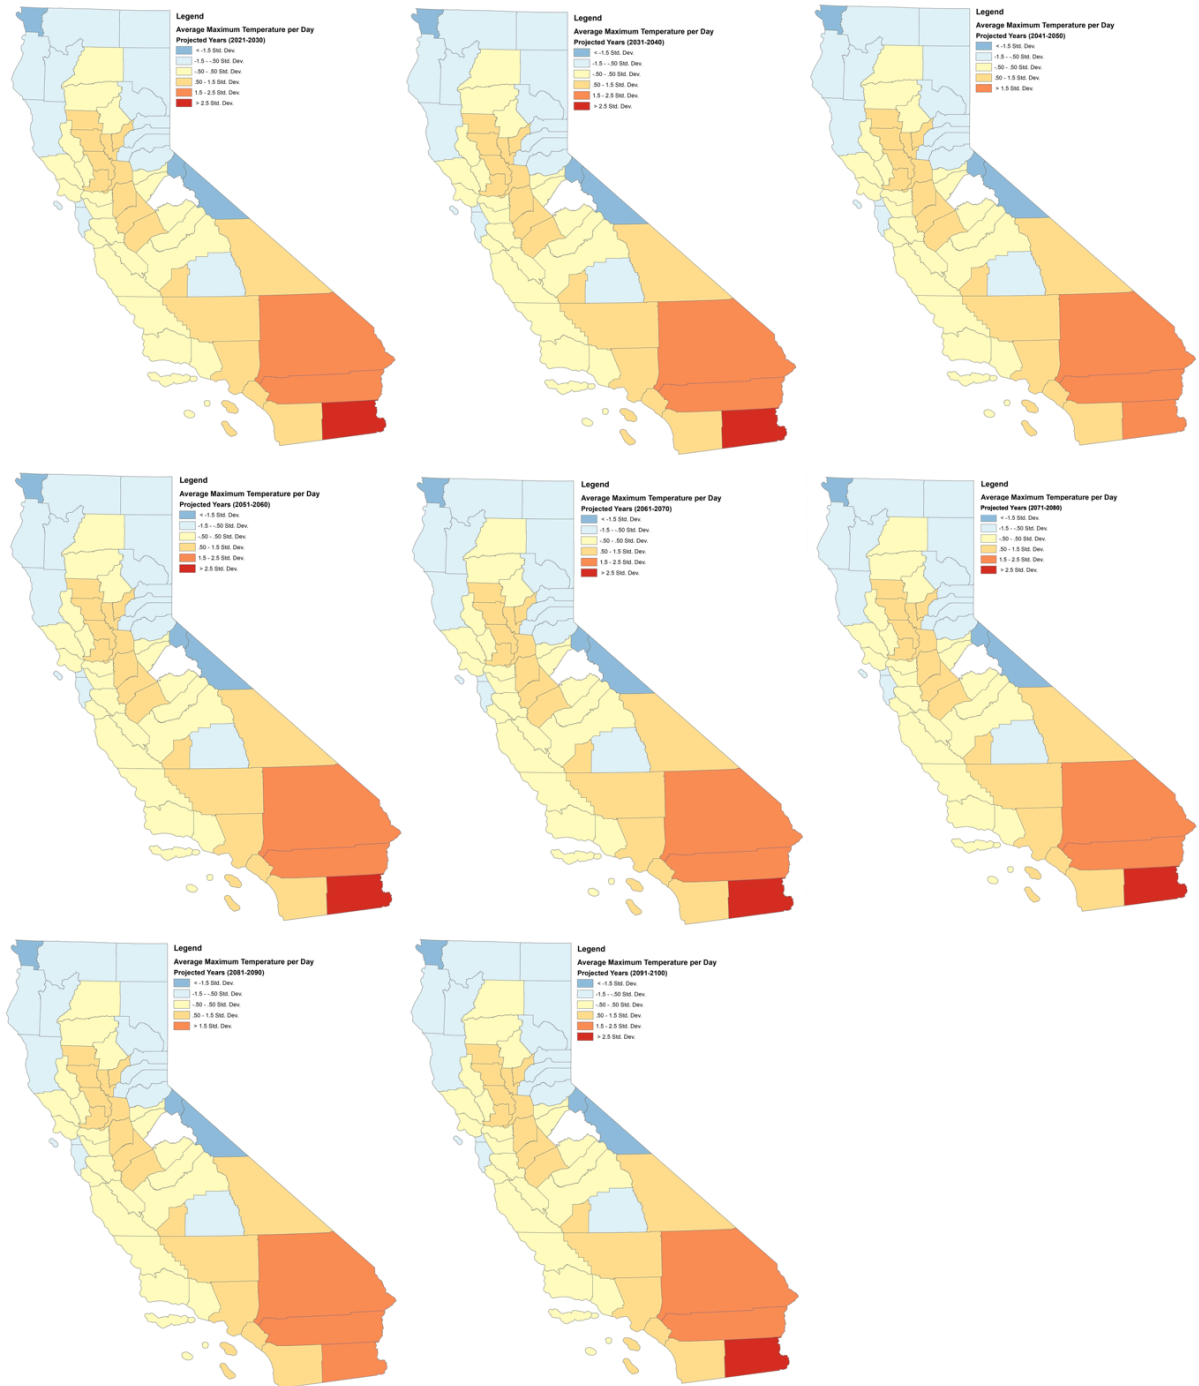 Legend
Average Maximum Temperature per Day
Projected Years (2021-2030)
< -1.5 Std. Dev.
-1.5 - -.50 Std. Dev.
-.50 - .50 Std. Dev.
.50 - 1.5 Std. Dev.
1.5 - 2.5 Std. Dev.
> 2.5 Std. Dev.
Legend
Average Maximum Temperature per Day
Projected Years (2031-2040)
< -1.5 Std. Dev.
-1.5 - -.50 Std. Dev.
-.50 - .50 Std. Dev.
.50 - 1.5 Std. Dev.
1.5 - 2.5 Std. Dev.
> 2.5 Std. Dev.
Legend
Average Maximum Temperature per Day
Projected Years (2041-2050)
< -1.5 Std. Dev.
-1.5 - -.50 Std. Dev.
-.50 - .50 Std. Dev.
.50 - 1.5 Std. Dev.
> 1.5 Std. Dev.
Legend
Average Maximum Temperature per Day
Projected Years (2051-2060)
< -1.5 Std. Dev.
-1.5 - -.50 Std. Dev.
-.50 - .50 Std. Dev.
.50 - 1.5 Std. Dev.
1.5 - 2.5 Std. Dev.
> 2.5 Std. Dev.
Legend
Average Maximum Temperature per Day
Projected Years (2061-2070)
< -1.5 Std. Dev.
-1.5 - -.50 Std. Dev.
-.50 - .50 Std. Dev.
.50 - 1.5 Std. Dev.
1.5 - 2.5 Std. Dev.
> 2.5 Std. Dev.
Legend
Average Maximum Temperature per Day
Projected Years (2071-2080)
< -1.5 Std. Dev.
-1.5 - -.50 Std. Dev.
-.50 - .50 Std. Dev.
.50 - 1.5 Std. Dev.
1.5 - 2.5 Std. Dev.
> 2.5 Std. Dev.
Legend
Average Maximum Temperature per Day
Projected Years (2081-2090)
< -1.5 Std. Dev.
-1.5 - -.50 Std. Dev.
-.50 - .50 Std. Dev.
.50 - 1.5 Std. Dev.
> 1.5 Std. Dev.
Legend
Average Maximum Temperature per Day
Projected Years (2091-2100)
< -1.5 Std. Dev.
-1.5 - -.50 Std. Dev.
-.50 - .50 Std. Dev.
.50 - 1.5 Std. Dev.
1.5 - 2.5 Std. Dev.
> 2.5 Std. Dev.